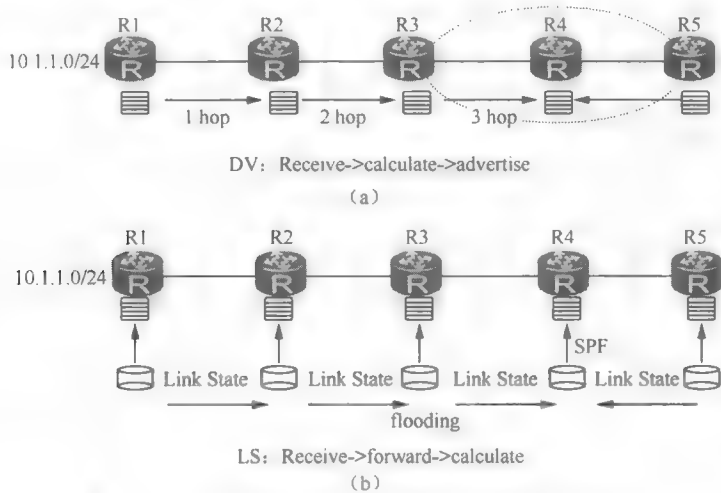 R1 R2 R3 R4 R5
10.1.1.0/24
R R R R R
1 hop 2 hop 3 hop
DV: Receive->calculate->advertise
(a)
R1 R2 R3 R4 R5
10.1.1.0/24
R R R R R
SPF
Link State Link State Link State Link State
flooding
LS: Receive->forward->calculate
(b)